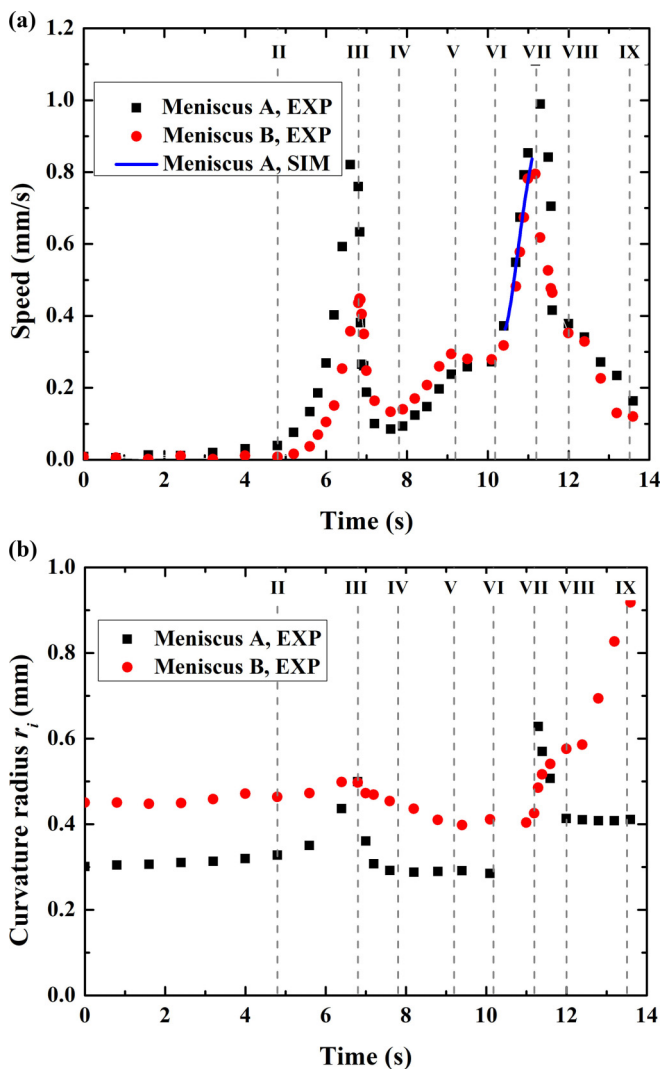 (a)
1.2
1.0
0.8
0.6
0.4
0.2
0.0
Speed (mm/s)
II III IV V VI VII VIII IX
Meniscus A, EXP
Meniscus B, EXP
Meniscus A, SIM
0 2 4 6 8 10 12 14
Time (s)
(b)
1.0
0.8
0.6
0.4
0.2
0.0
Curvature radius ri (mm)
II III IV V VI VII VIII IX
Meniscus A, EXP
Meniscus B, EXP
0 2 4 6 8 10 12 14
Time (s)